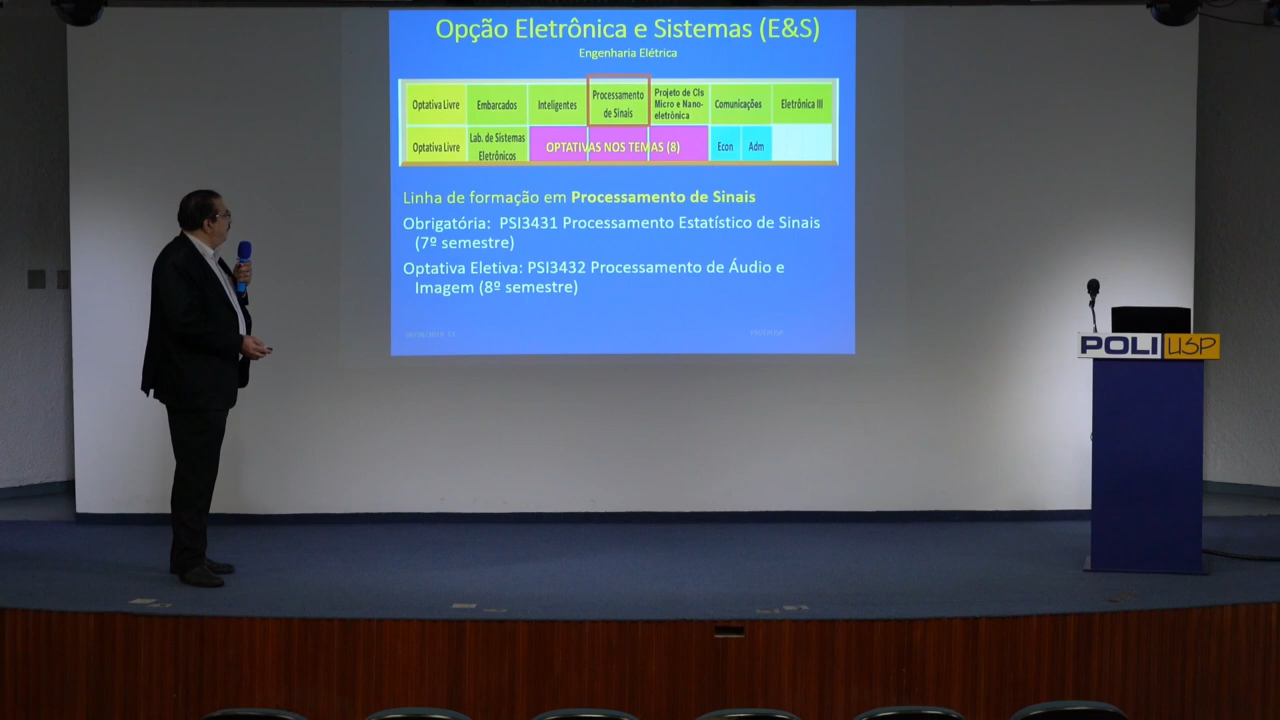 Opção Eletrônica e Sistemas (E&S)
Engenharia Elétrica
Optativa Livre
Embarcados
Inteligentes
Processamento
de Sinais
Projeto de CIs
Micro e Nano-
eletrônica
Comunicações
Eletrônica III
Optativa Livre
Lab. de Sistemas
Eletrônicos
OPTATIVAS NOS TEMAS (8)
Econ
Adm
Linha de formação em Processamento de Sinais
Obrigatória: PSI3431 Processamento Estatístico de Sinais
(7º semestre)
Optativa Eletiva: PSI3432 Processamento de Áudio e
Imagem (8º semestre)
POLI USP